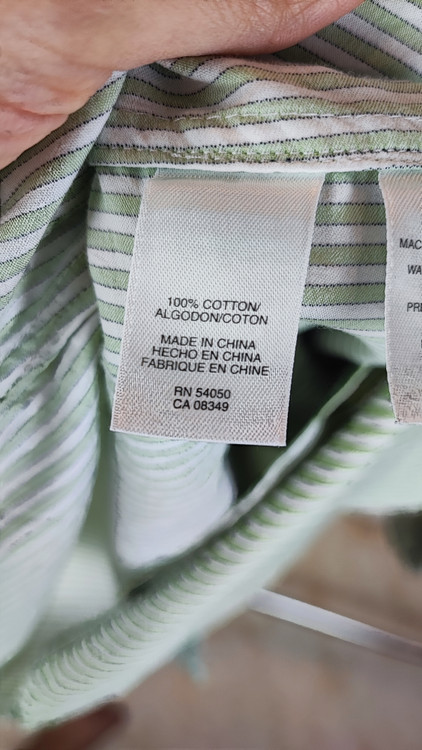 100% COTTON/
ALGODON/COTON
MADE IN CHINA
HECHO EN CHINA
FABRIQUE EN CHINE
RN 54050
CA 08349